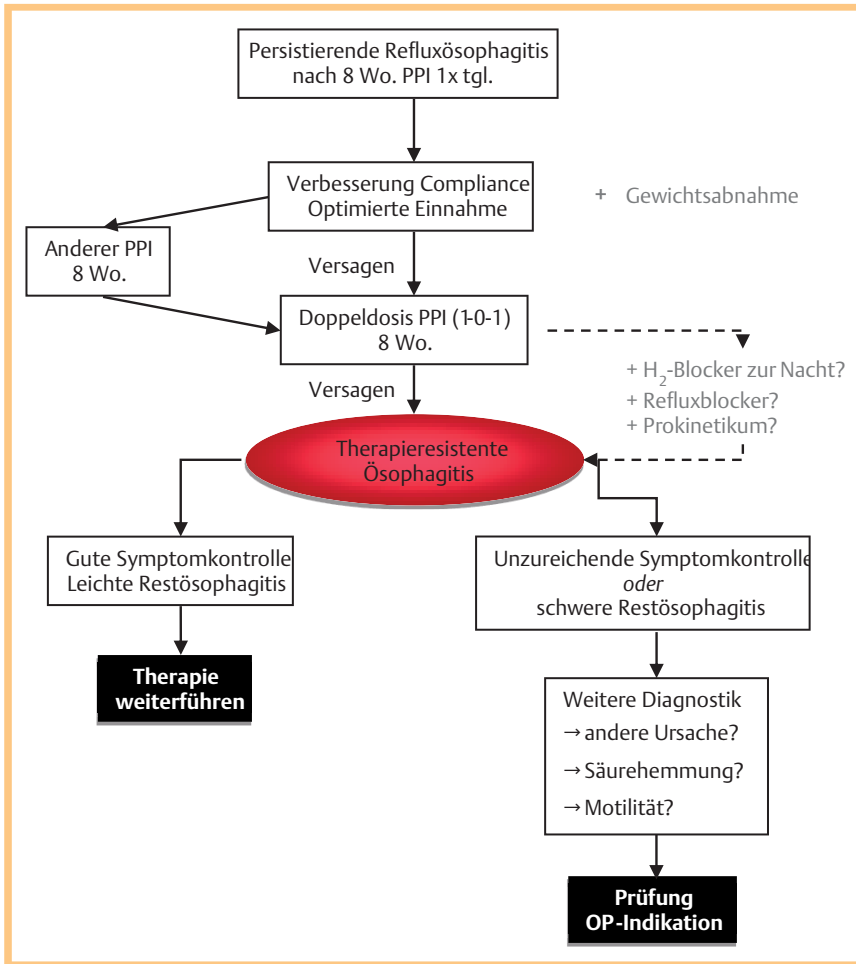 Persistierende Refluxösophagitis
nach 8 Wo. PPI 1x tgl.
Verbesserung Compliance
Optimierte Einnahme
+ Gewichtsabnahme
Anderer PPI
8 Wo.
Versagen
Doppeldosis PPI (1-0-1)
8 Wo.
+ H₂-Blocker zur Nacht?
+ Refluxblocker?
+ Prokinetikum?
Versagen
Therapieresistente
Ösophagitis
Gute Symptomkontrolle
Leichte Restösophagitis
Unzureichende Symptomkontrolle
oder
schwere Restösophagitis
Therapie
weiterführen
Weitere Diagnostik
→ andere Ursache?
→ Säurehemmung?
→ Motilität?
Prüfung
OP-Indikation